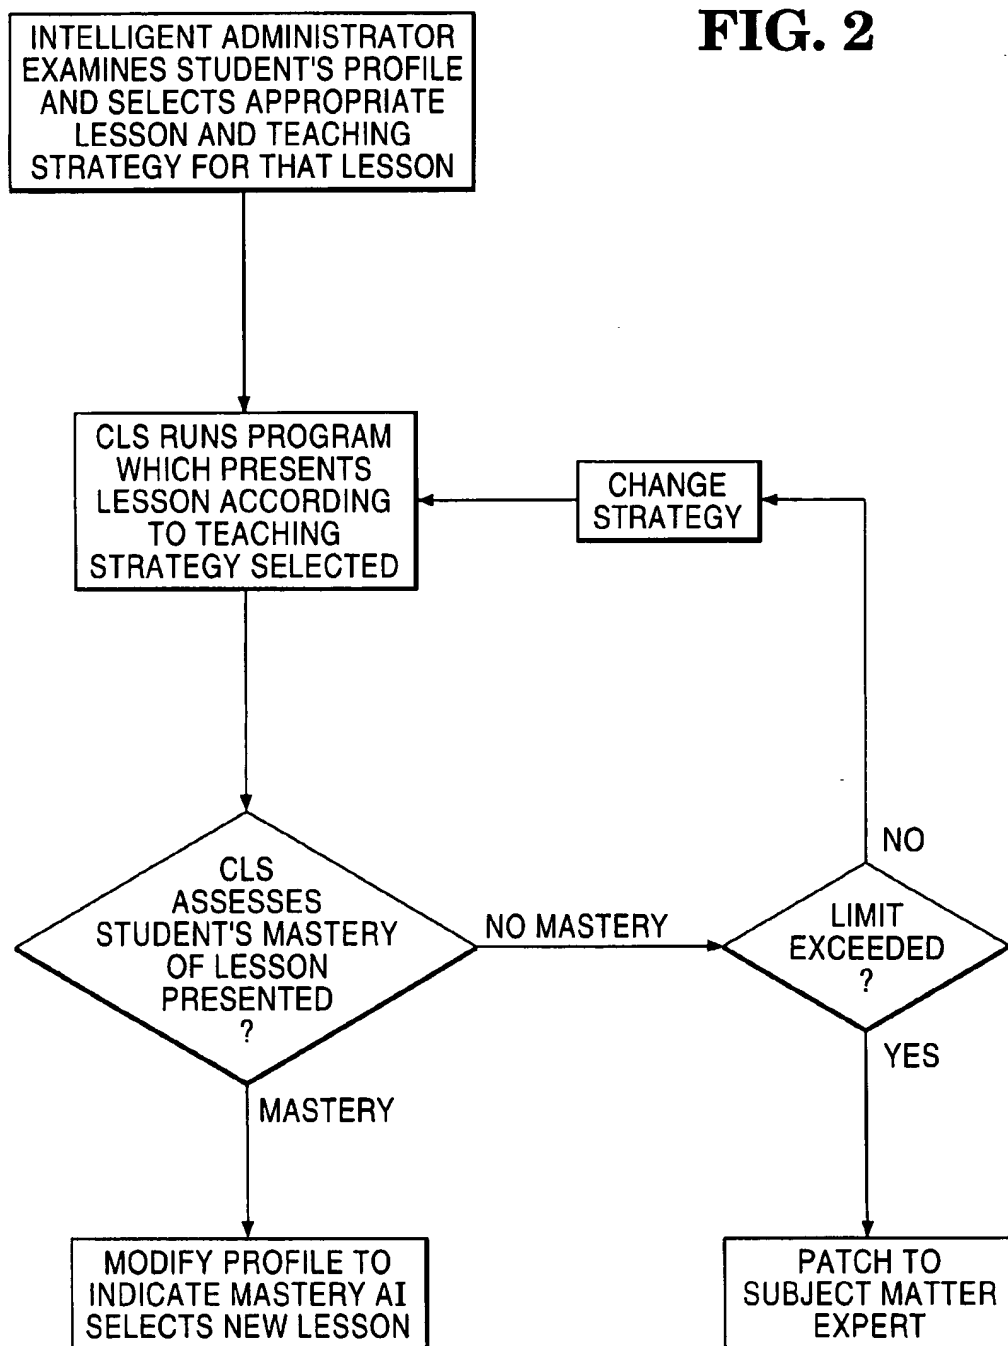 FIG. 2
INTELLIGENT ADMINISTRATOR
EXAMINES STUDENT'S PROFILE
AND SELECTS APPROPRIATE
LESSON AND TEACHING
STRATEGY FOR THAT LESSON
CLS RUNS PROGRAM
WHICH PRESENTS
LESSON ACCORDING
TO TEACHING
STRATEGY SELECTED
CHANGE
STRATEGY
CLS
ASSESSES
STUDENT'S MASTERY
OF LESSON
PRESENTED
?
NO MASTERY
LIMIT
EXCEEDED
?
NO
YES
MASTERY
MODIFY PROFILE TO
INDICATE MASTERY AI
SELECTS NEW LESSON
PATCH TO
SUBJECT MATTER
EXPERT